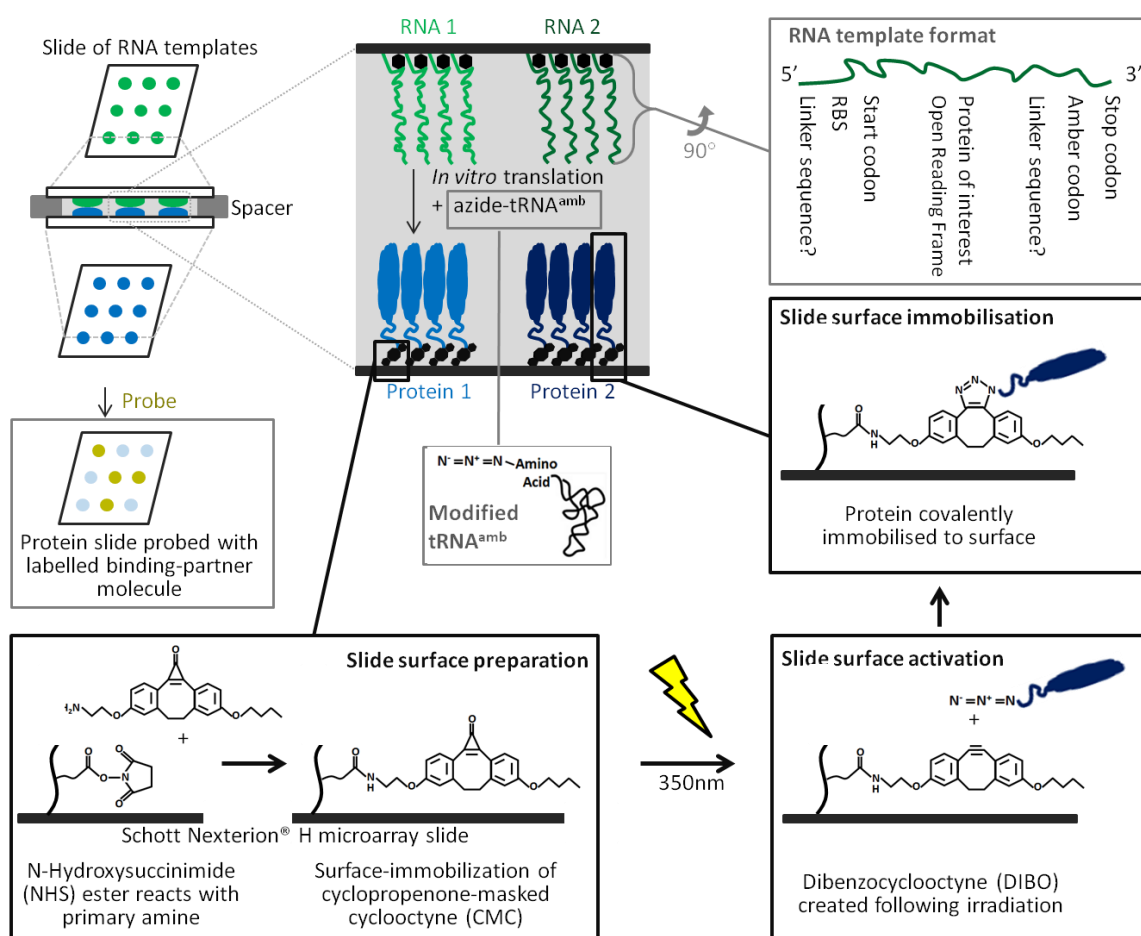 Slide of RNA templates
Spacer
Probe
Protein slide probed with
labelled binding-partner
molecule
RNA 1
RNA 2
In vitro translation
+ azide-tRNAᵃᵐᵇ
Protein 1
Protein 2
N⁻=N⁺=N–Amino
Acid
Modified
tRNAᵃᵐᵇ
90°
RNA template format
5’
3’
Linker sequence?
RBS
Start codon
Open Reading Frame
Protein of interest
Linker sequence?
Amber codon
Stop codon
Slide surface immobilisation
N
N
N
O
N
H
O
O
Protein covalently
immobilised to surface
Slide surface preparation
O
H₂N
O
O
+
O
O
N
O
O
O
O
N
H
O
O
Schott Nexterion® H microarray slide
N-Hydroxysuccinimide
(NHS) ester reacts with
primary amine
Surface-immobilization of
cyclopropenone-masked
cyclooctyne (CMC)
350nm
Slide surface activation
N⁻=N⁺=N
+
O
N
H
O
O
Dibenzocyclooctyne (DIBO)
created following irradiation